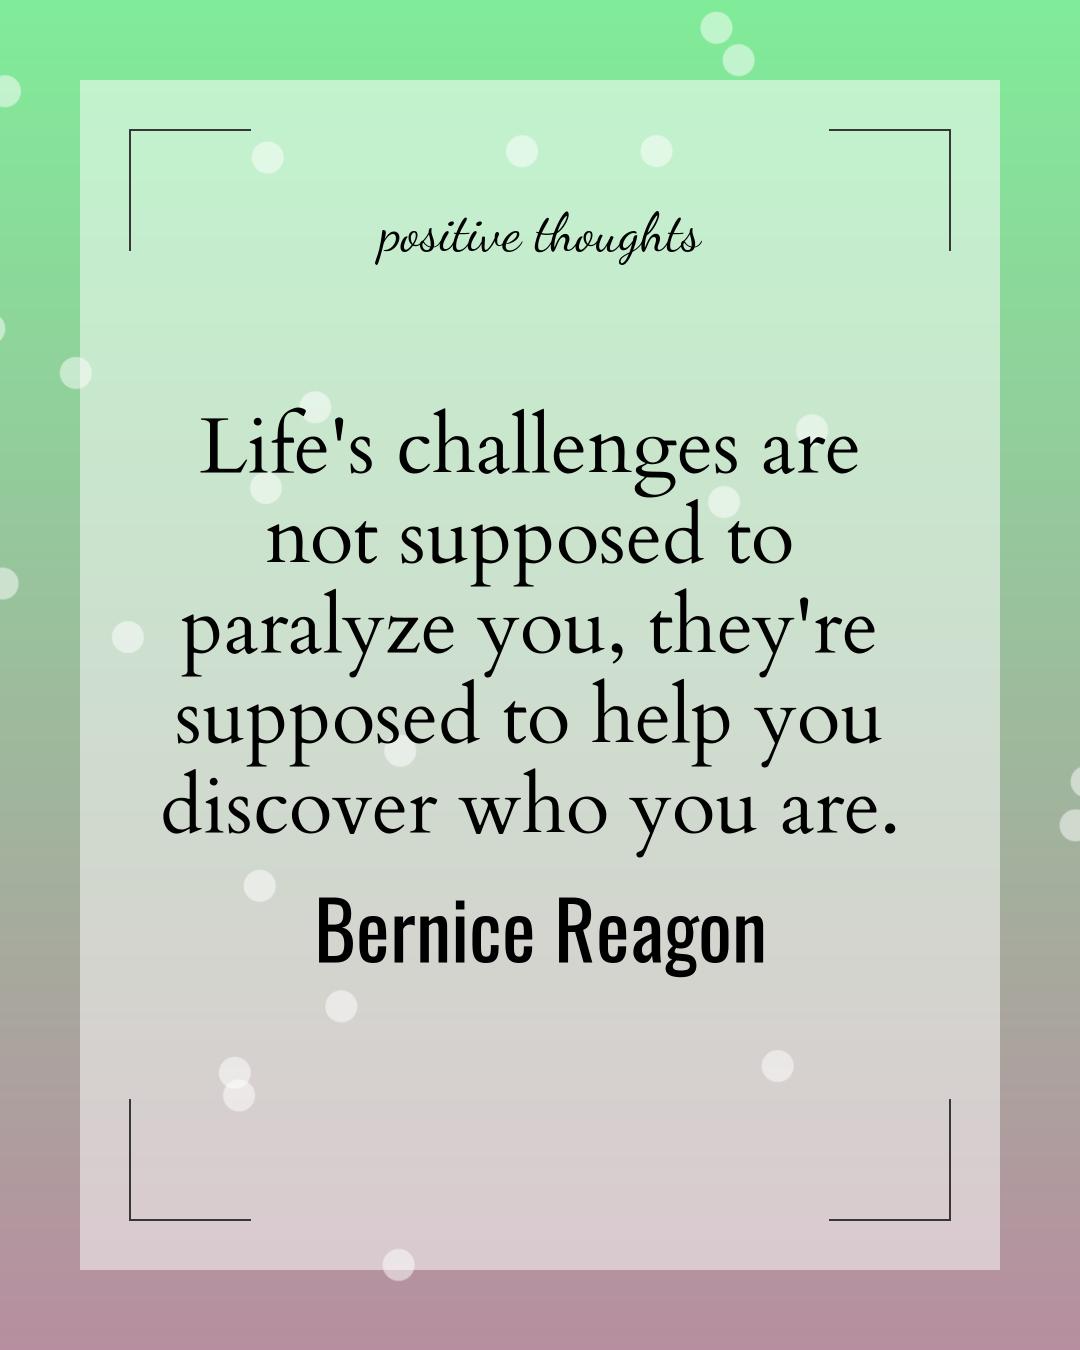 positive thoughts
Life's challenges are
not supposed to
paralyze you, they're
supposed to help you
discover who you are.
Bernice Reagon